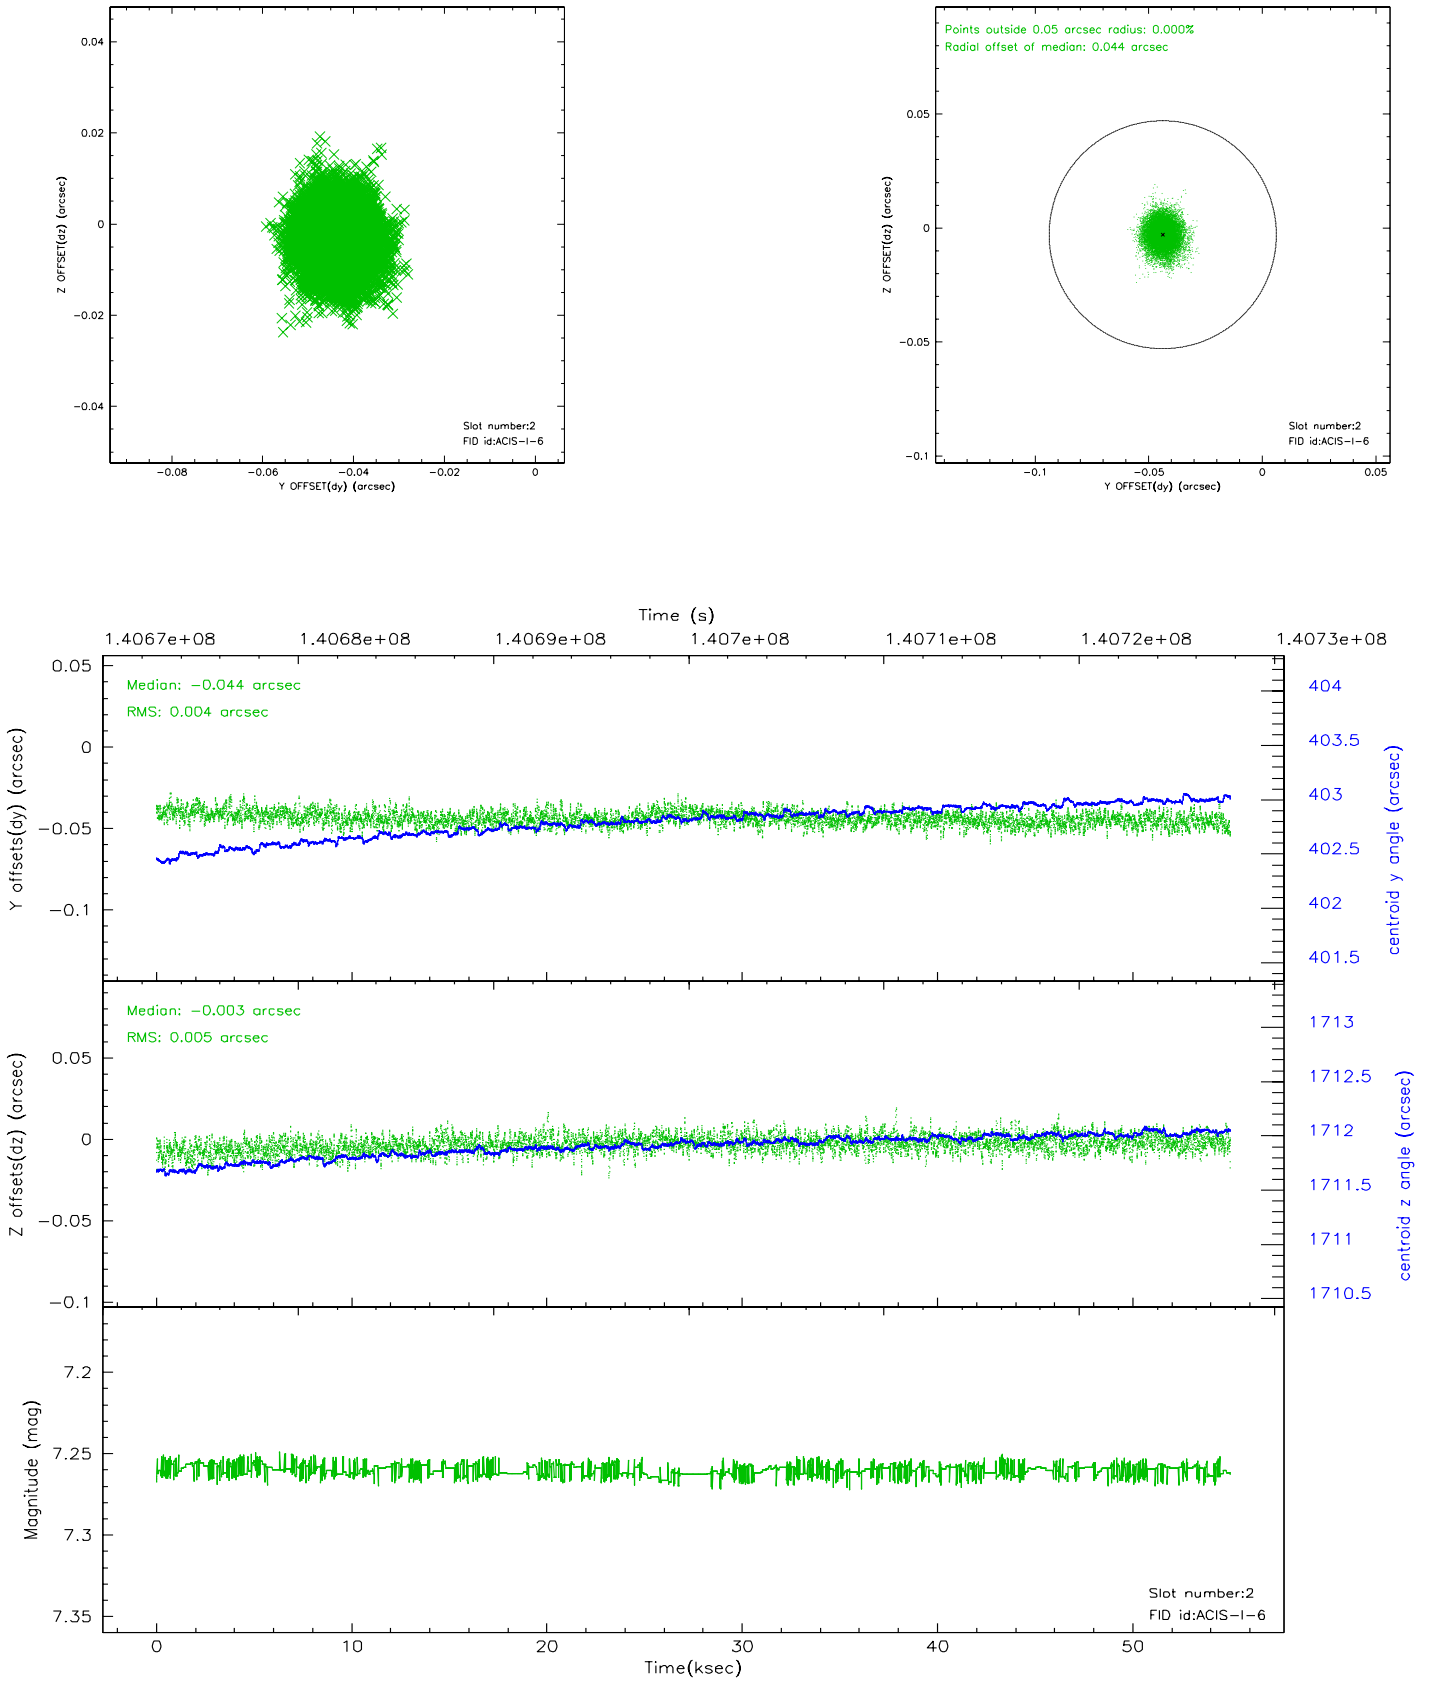 0.04
0.02
0
−0.02
−0.04
Z OFFSET(dz) (arcsec)
Slot number:2
FID id:ACIS−I−6
−0.08
−0.06
−0.04
−0.02
0
Y OFFSET(dy) (arcsec)
Points outside 0.05 arcsec radius: 0.000%
Radial offset of median: 0.044 arcsec
0.05
0
−0.05
−0.1
Z OFFSET(dz) (arcsec)
Slot number:2
FID id:ACIS−I−6
−0.1
−0.05
0
0.05
Y OFFSET(dy) (arcsec)
Time (s)
1.4067e+08
1.4068e+08
1.4069e+08
1.407e+08
1.4071e+08
1.4072e+08
1.4073e+08
0.05
0
−0.05
−0.1
Y offsets(dy) (arcsec)
Median: −0.044 arcsec
RMS: 0.004 arcsec
404
403.5
403
402.5
402
401.5
centroid y angle (arcsec)
0.05
0
−0.05
−0.1
Z offsets(dz) (arcsec)
Median: −0.003 arcsec
RMS: 0.005 arcsec
1713
1712.5
1712
1711.5
1711
1710.5
centroid z angle (arcsec)
7.2
7.25
7.3
7.35
Magnitude (mag)
Slot number:2
FID id:ACIS−I−6
0
10
20
30
40
50
Time(ksec)